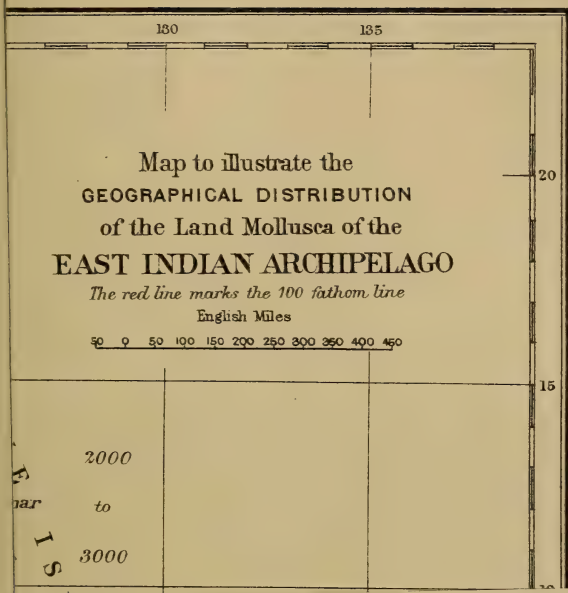 130 135
Map to illustrate the
GEOGRAPHICAL DISTRIBUTION
of the Land Mollusca of the
EAST INDIAN ARCHIPELAGO
The red line marks the 100 fathom line
English Miles
50 0 50 100 150 200 250 300 350 400 450
20
15
2000
to
3000
E
I S